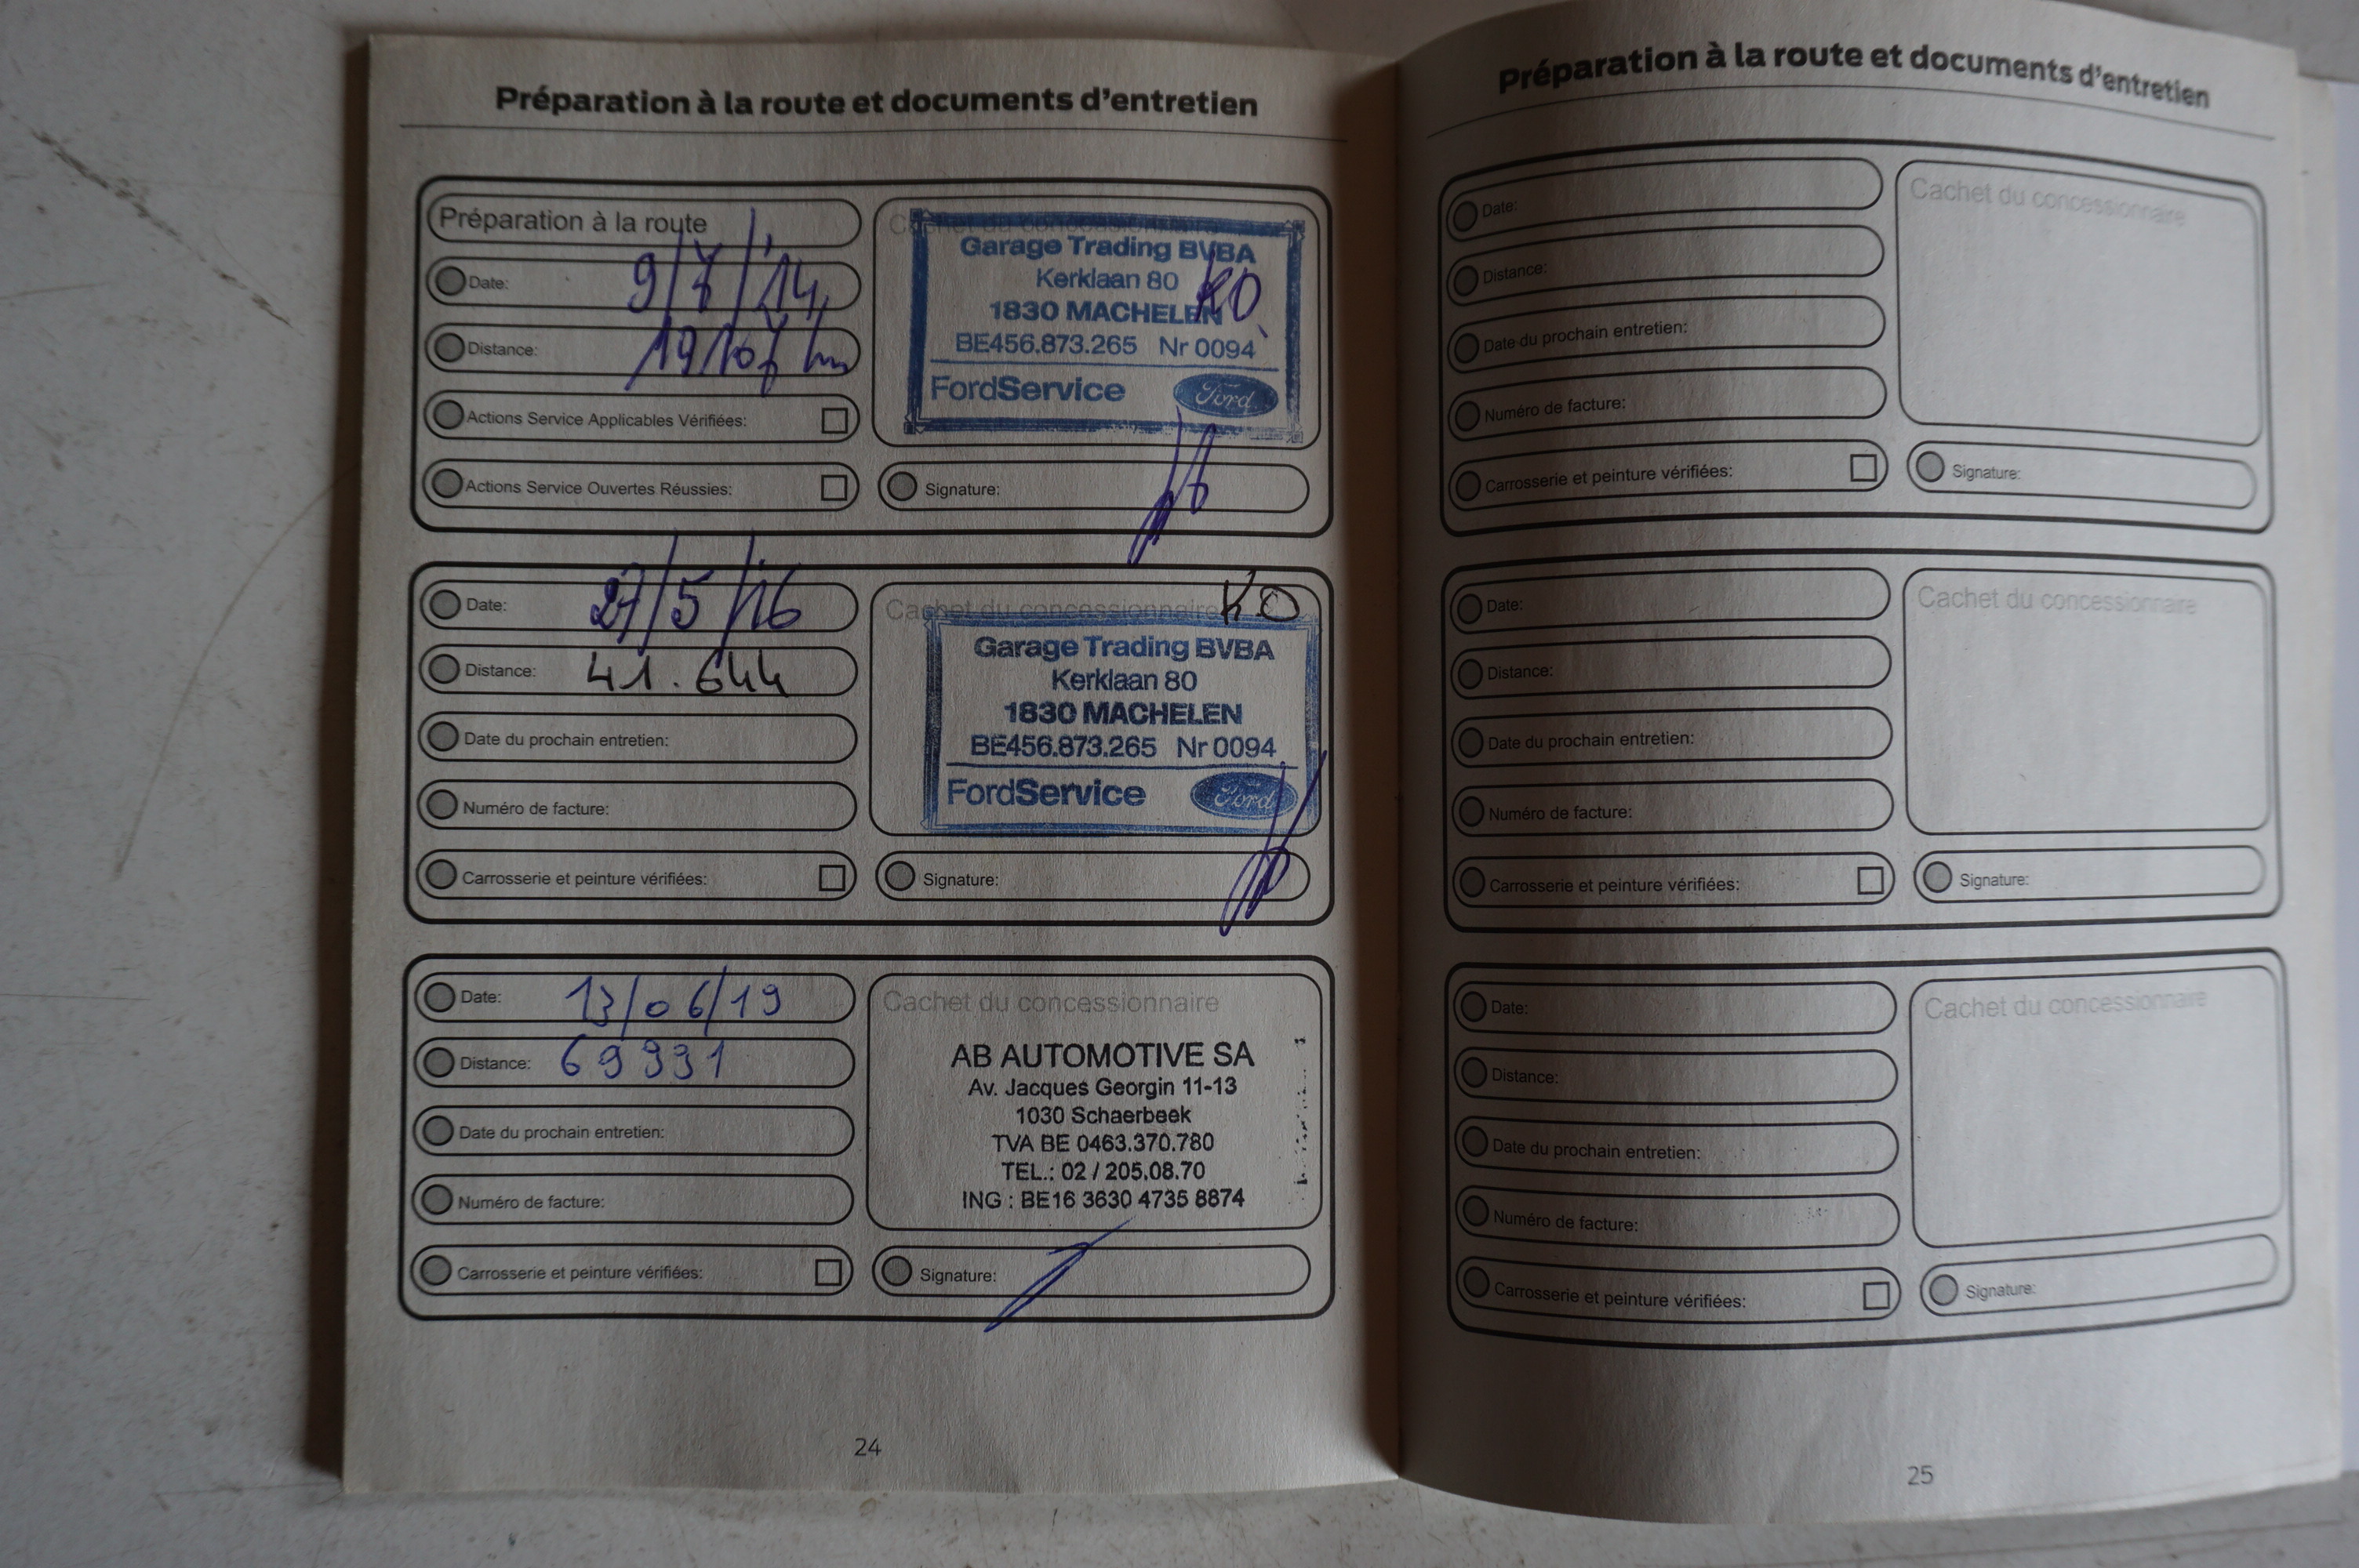 Préparation à la route et documents d'entretien
Préparation à la route
Date: 9/7/14
Distance: 19107 km
Actions Service Applicables Vérifiées:
Actions Service Ouvertes Réussies:
Cachet du concessionnaire
Garage Trading BVBA
Kerklaan 80
KO
1830 MACHELEN
BE456.873.265 Nr 0094
FordService Ford
Signature:
Date: 27/5/16
Distance: 41.644
Date du prochain entretien:
Numéro de facture:
Carrosserie et peinture vérifiées:
Cachet du concessionnaire KO
Garage Trading BVBA
Kerklaan 80
1830 MACHELEN
BE456.873.265 Nr 0094
FordService Ford
Signature:
Date: 13/06/19
Distance: 69991
Date du prochain entretien:
Numéro de facture:
Carrosserie et peinture vérifiées:
Cachet du concessionnaire
AB AUTOMOTIVE SA
Av. Jacques Georgin 11-13
1030 Schaerbeek
TVA BE 0463.370.780
TEL.: 02 / 205.08.70
ING : BE16 3630 4735 8874
Signature:
24
Préparation à la route et documents d'entretien
Date:
Distance:
Date du prochain entretien:
Numéro de facture:
Carrosserie et peinture vérifiées:
Cachet du concessionnaire
Signature:
Date:
Distance:
Date du prochain entretien:
Numéro de facture:
Carrosserie et peinture vérifiées:
Cachet du concessionnaire
Signature:
Date:
Distance:
Date du prochain entretien:
Numéro de facture:
Carrosserie et peinture vérifiées:
Cachet du concessionnaire
Signature:
25